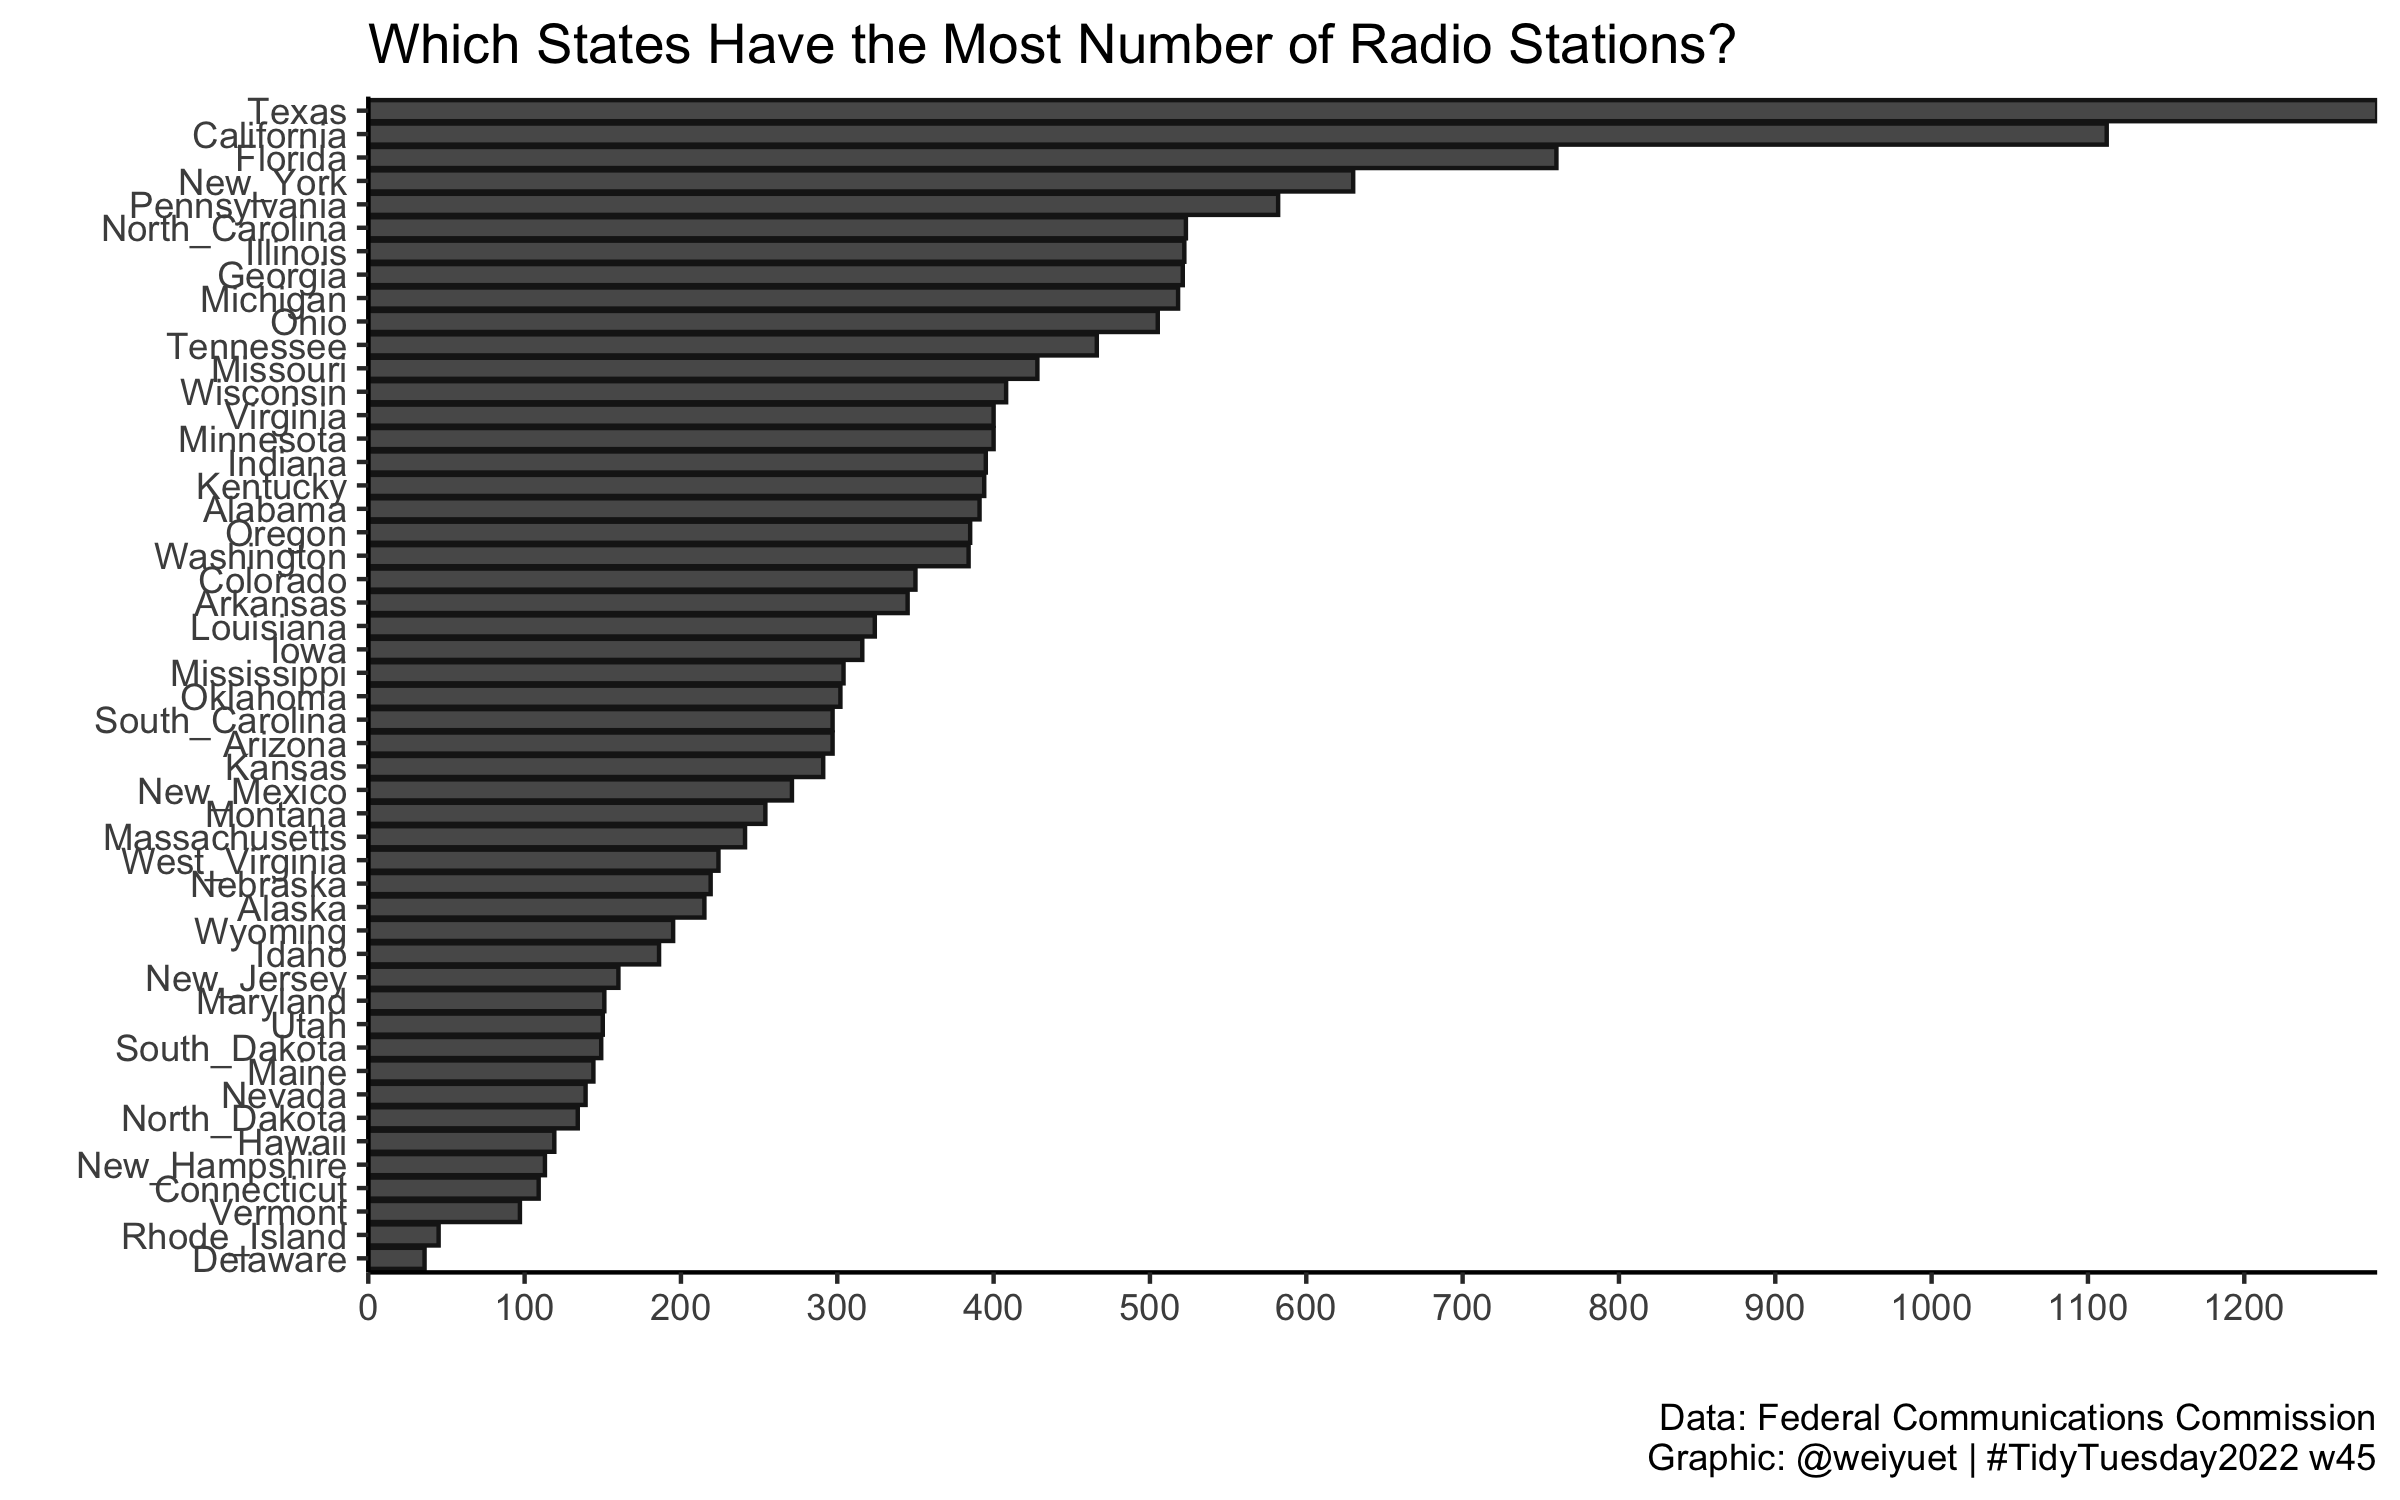 Which States Have the Most Number of Radio Stations?
Texas
California
Florida
New_York
Pennsylvania
North_Carolina
Illinois
Georgia
Michigan
Ohio
Tennessee
Missouri
Wisconsin
Virginia
Minnesota
Indiana
Kentucky
Alabama
Oregon
Washington
Colorado
Arkansas
Louisiana
Iowa
Mississippi
Oklahoma
South_Carolina
Arizona
Kansas
New_Mexico
Montana
Massachusetts
West_Virginia
Nebraska
Alaska
Wyoming
Idaho
New_Jersey
Maryland
Utah
South_Dakota
Maine
Nevada
North_Dakota
Hawaii
New_Hampshire
Connecticut
Vermont
Rhode_Island
Delaware
0 100 200 300 400 500 600 700 800 900 1000 1100 1200
Data: Federal Communications Commission
Graphic: @weiyuet | #TidyTuesday2022 w45